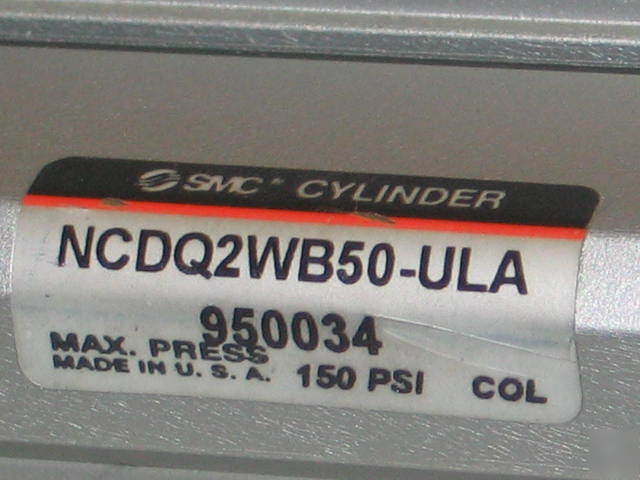 SMC® CYLINDER
NCDQ2WB50-ULA
950034
MAX. PRESS
MADE IN U. S. A. 150 PSI COL